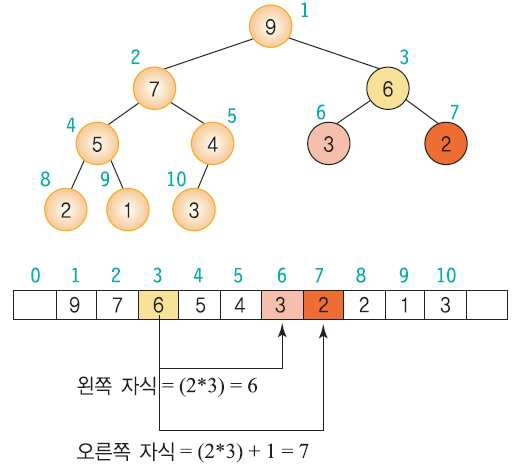 9 1
2 3
7 6
4 5 6 7
5 4 3 2
8 9 10
2 1 3
0 1 2 3 4 5 6 7 8 9 10
9 7 6 5 4 3 2 2 1 3
왼쪽 자식 = (2*3) = 6
오른쪽 자식 = (2*3) + 1 = 7